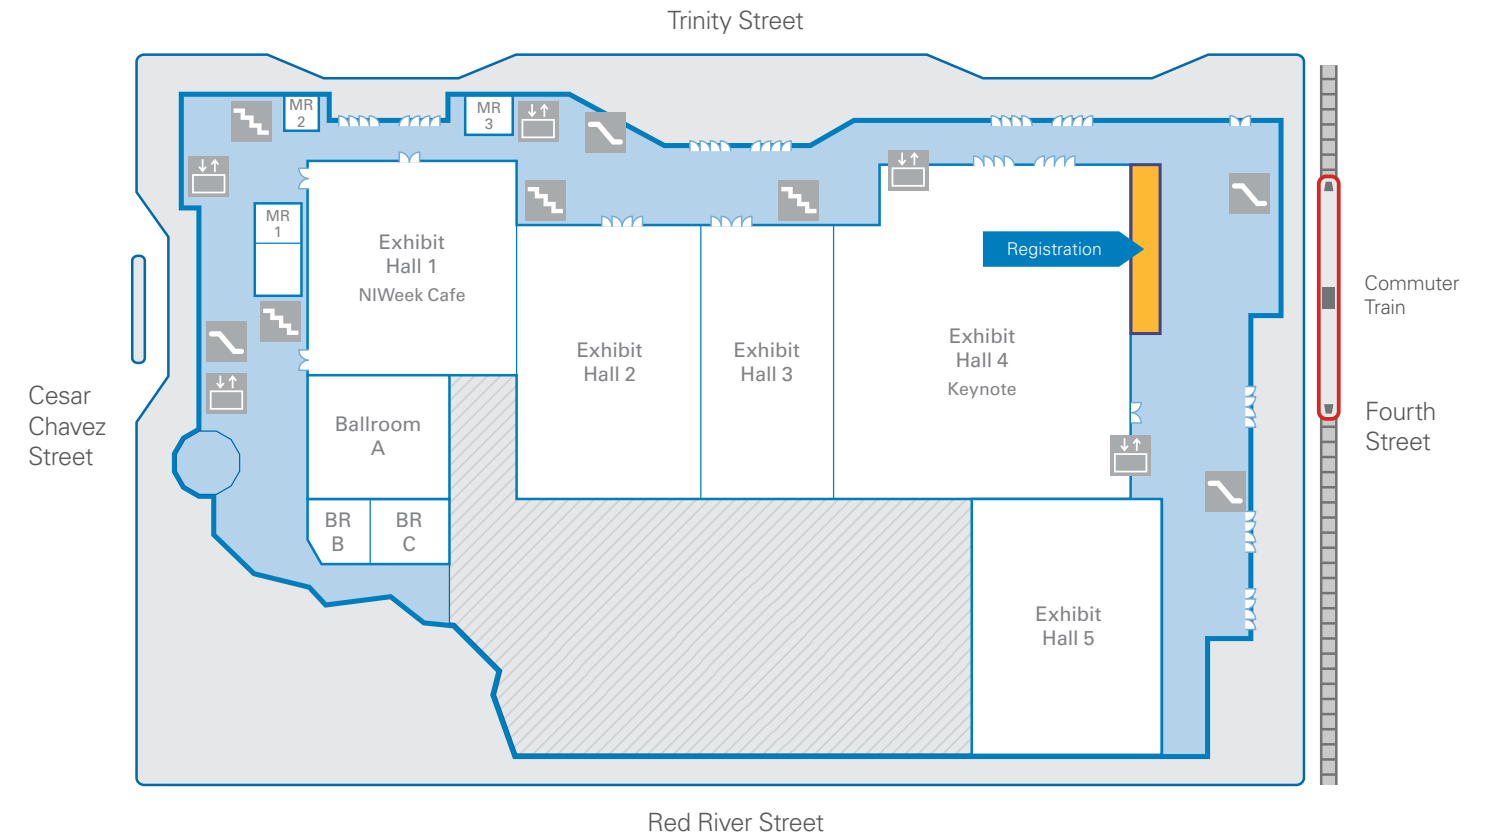 Trinity Street
MR
2
MR
3
MR
1
Exhibit
Hall 1
NIWeek Cafe
Registration
Commuter
Train
Exhibit
Hall 2
Exhibit
Hall 3
Exhibit
Hall 4
Keynote
Cesar
Chavez
Street
Ballroom
A
Fourth
Street
BR
B
BR
C
Exhibit
Hall 5
Red River Street